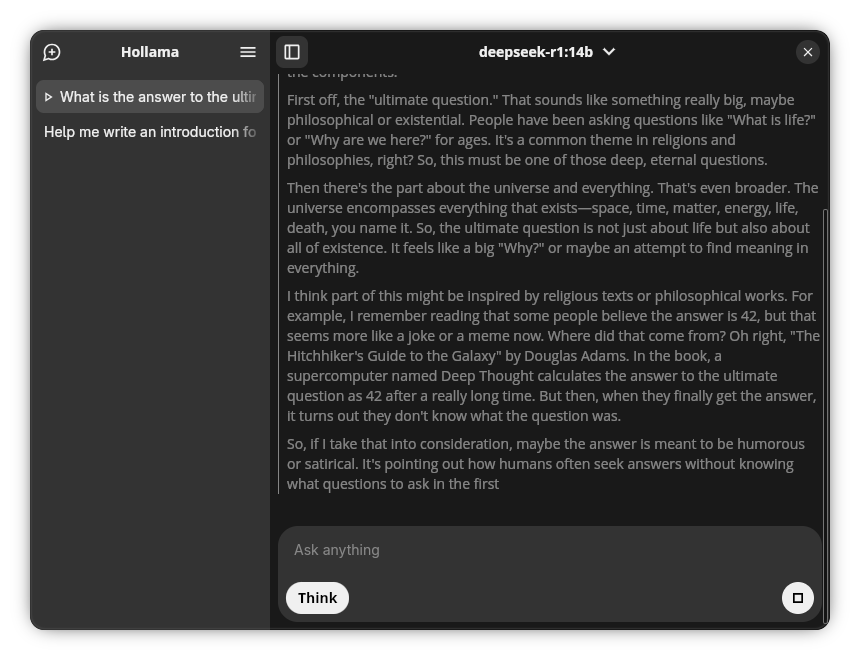 Hollama
deepseek-r1:14b
What is the answer to the ulti
Help me write an introduction fo
the components.
First off, the "ultimate question." That sounds like something really big, maybe
philosophical or existential. People have been asking questions like "What is life?"
or "Why are we here?" for ages. It's a common theme in religions and
philosophies, right? So, this must be one of those deep, eternal questions.
Then there's the part about the universe and everything. That's even broader. The
universe encompasses everything that exists—space, time, matter, energy, life,
death, you name it. So, the ultimate question is not just about life but also about
all of existence. It feels like a big "Why?" or maybe an attempt to find meaning in
everything.
I think part of this might be inspired by religious texts or philosophical works. For
example, I remember reading that some people believe the answer is 42, but that
seems more like a joke or a meme now. Where did that come from? Oh right, "The
Hitchhiker's Guide to the Galaxy" by Douglas Adams. In the book, a
supercomputer named Deep Thought calculates the answer to the ultimate
question as 42 after a really long time. But then, when they finally get the answer,
it turns out they don't know what the question was.
So, if I take that into consideration, maybe the answer is meant to be humorous
or satirical. It's pointing out how humans often seek answers without knowing
what questions to ask in the first
Ask anything
Think